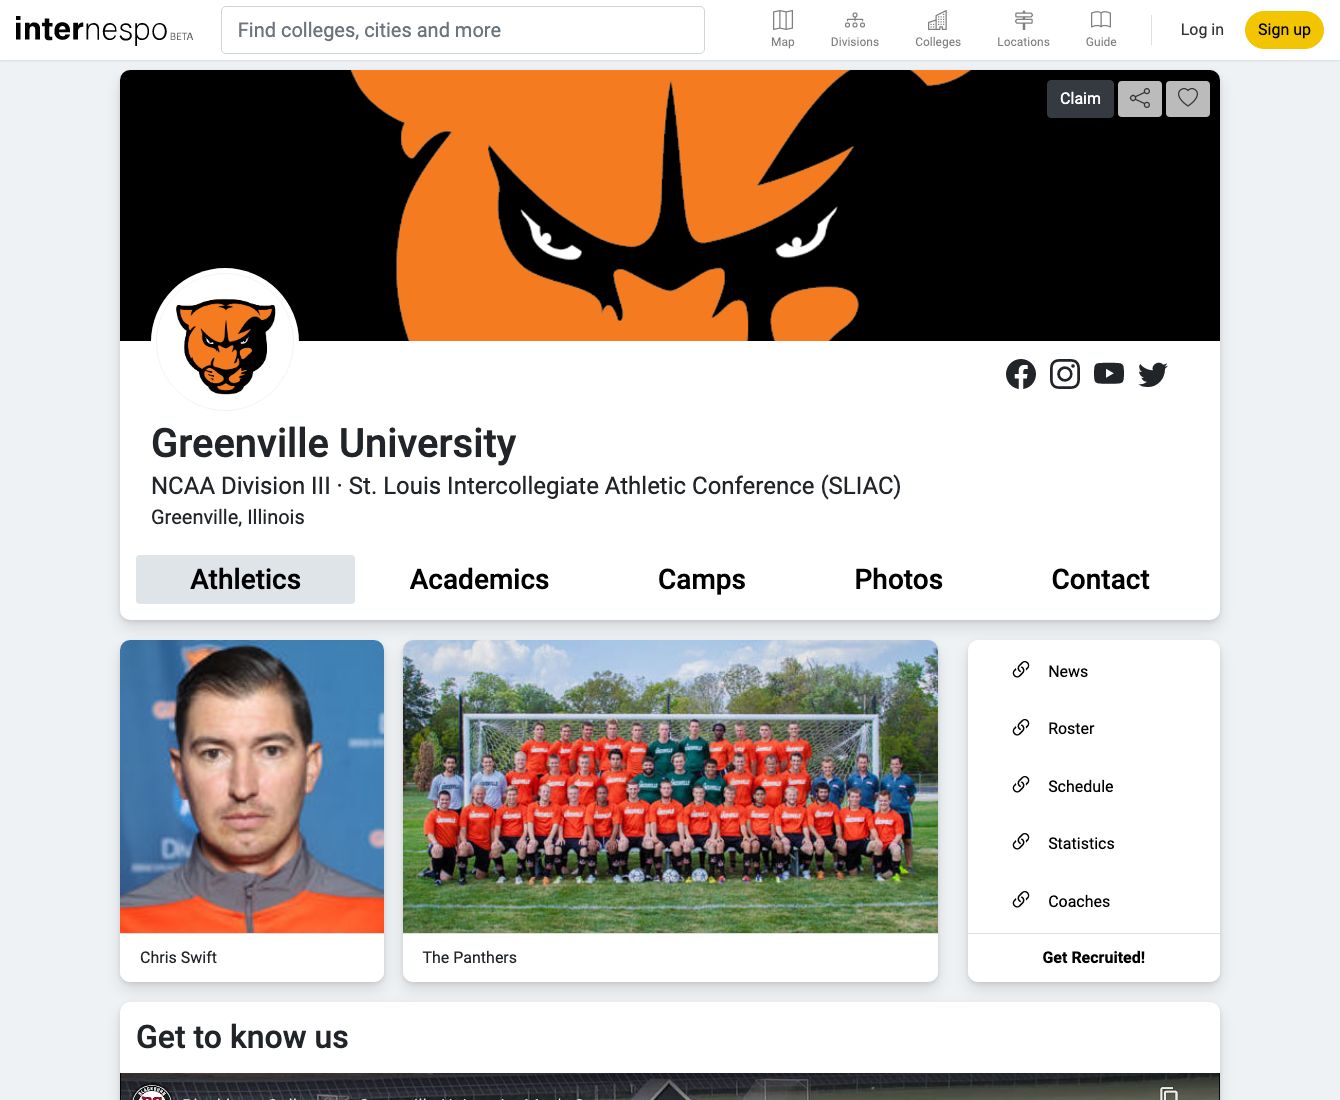 internespo BETA
Find colleges, cities and more
Map
Divisions
Colleges
Locations
Guide
Log in
Sign up
Claim
Greenville University
NCAA Division III · St. Louis Intercollegiate Athletic Conference (SLIAC)
Greenville, Illinois
Athletics
Academics
Camps
Photos
Contact
News
Roster
Schedule
Statistics
Coaches
Chris Swift
The Panthers
Get Recruited!
Get to know us